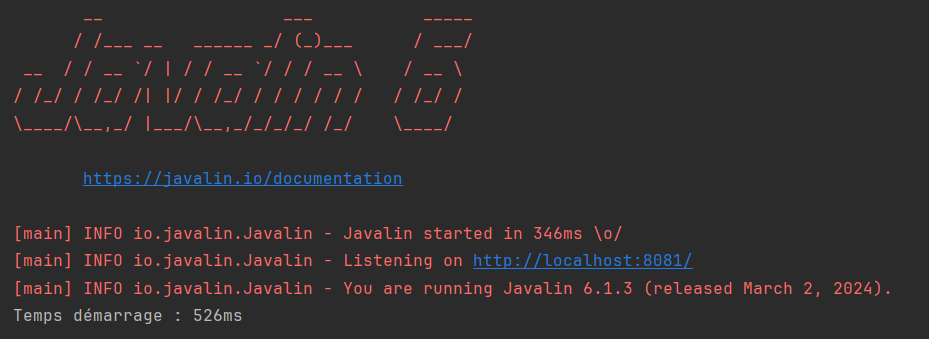 __                  ___           _____
      / /___ __   ______ _/ (_)___      / ___/
 __  / / __ `/ | / / __ `/ / / __ \    / __ \
/ /_/ / /_/ /| |/ / /_/ / / / / / /   / /_/ /
\____/\__,_/ |___/\__,_/_/_/_/ /_/    \____/
https://javalin.io/documentation
[main] INFO io.javalin.Javalin - Javalin started in 346ms \o/
[main] INFO io.javalin.Javalin - Listening on http://localhost:8081/
[main] INFO io.javalin.Javalin - You are running Javalin 6.1.3 (released March 2, 2024).
Temps démarrage : 526ms